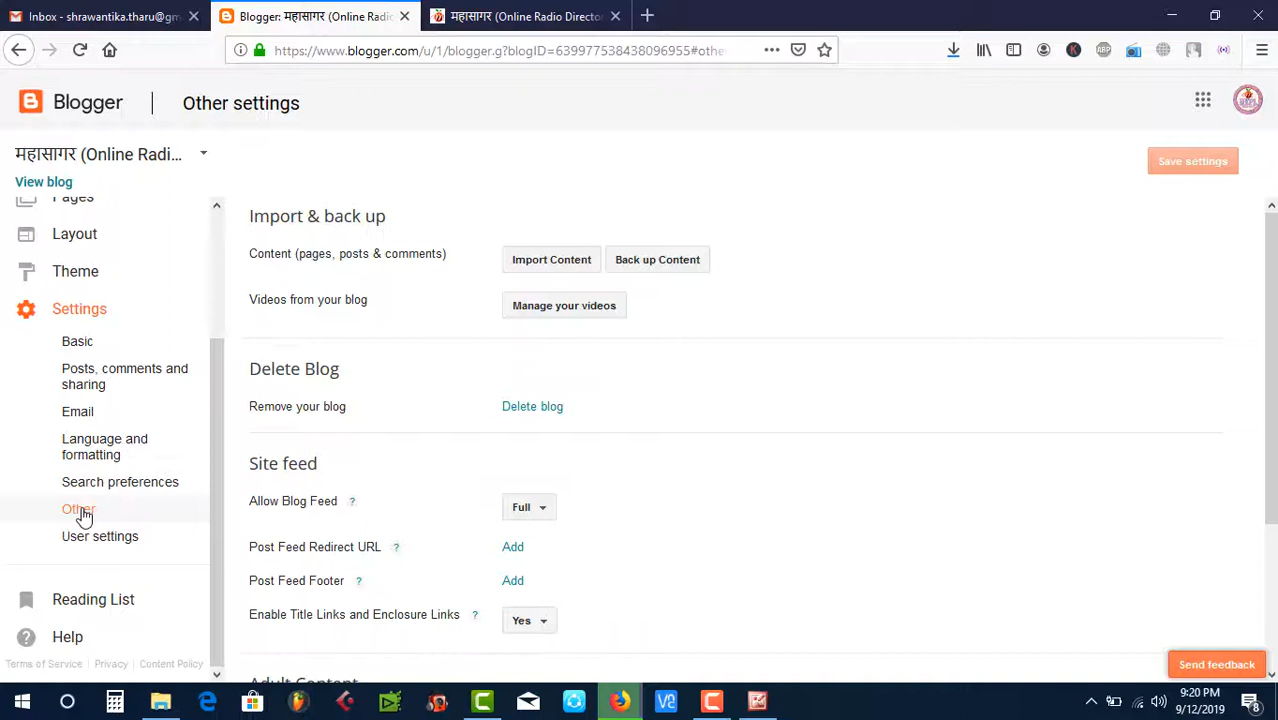 Inbox - shrawantika.tharu@gm
Blogger: महासागर (Online Radio
महासागर (Online Radio Director
https://www.blogger.com/u/1/blogger.g?blogID=639977538438096955#othe
Blogger
Other settings
महासागर (Online Radi...
View blog
Save settings
Pages
Layout
Theme
Settings
Basic
Posts, comments and
sharing
Email
Language and
formatting
Search preferences
Other
User settings
Reading List
Help
Terms of Service | Privacy | Content Policy
Import & back up
Content (pages, posts & comments)
Import Content
Back up Content
Videos from your blog
Manage your videos
Delete Blog
Remove your blog
Delete blog
Site feed
Allow Blog Feed ?
Full
Post Feed Redirect URL ?
Add
Post Feed Footer ?
Add
Enable Title Links and Enclosure Links ?
Yes
Adult Content
Send feedback
9:20 PM
9/12/2019
8